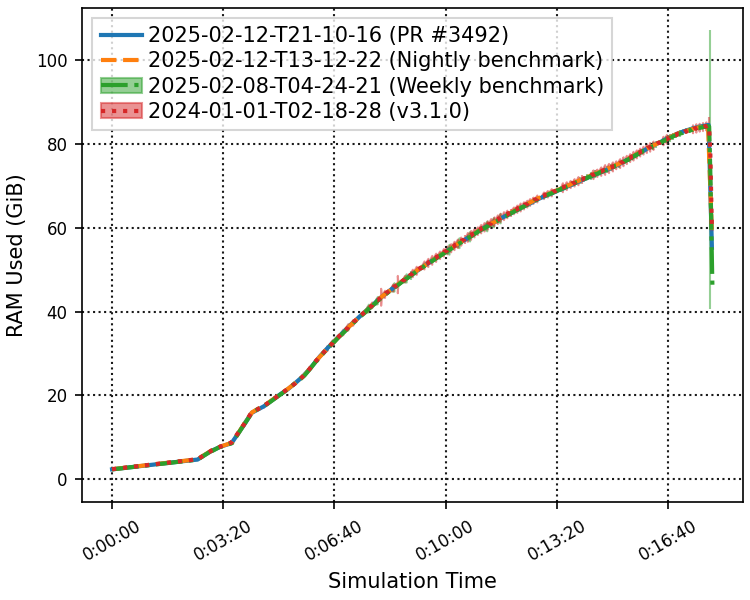 2025-02-12-T21-10-16 (PR #3492)
2025-02-12-T13-12-22 (Nightly benchmark)
2025-02-08-T04-24-21 (Weekly benchmark)
2024-01-01-T02-18-28 (v3.1.0)
RAM Used (GiB)
100
80
60
40
20
0
0:00:00
0:03:20
0:06:40
0:10:00
0:13:20
0:16:40
Simulation Time